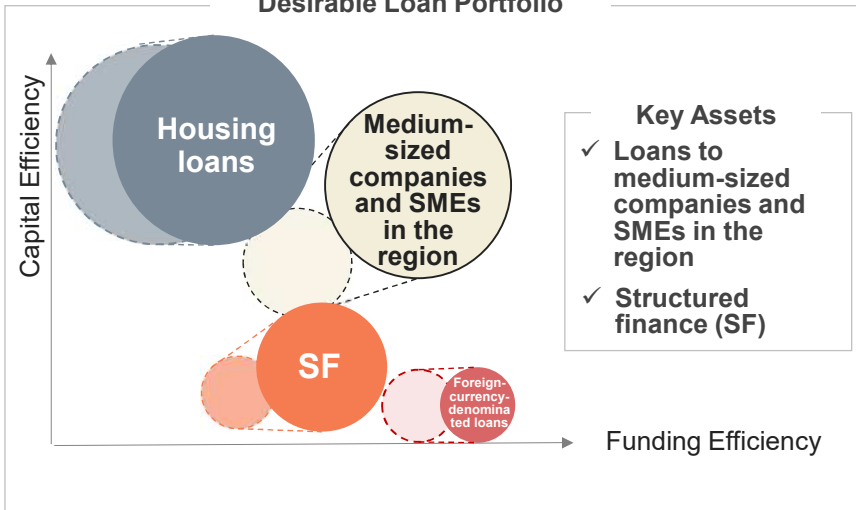 Desirable Loan Portfolio
Capital Efficiency
Housing
loans
Medium-
sized
companies
and SMEs
in the
region
SF
Foreign-
currency-
denomina
ted loans
Funding Efficiency
Key Assets
✓ Loans to
medium-sized
companies and
SMEs in the
region
✓ Structured
finance (SF)